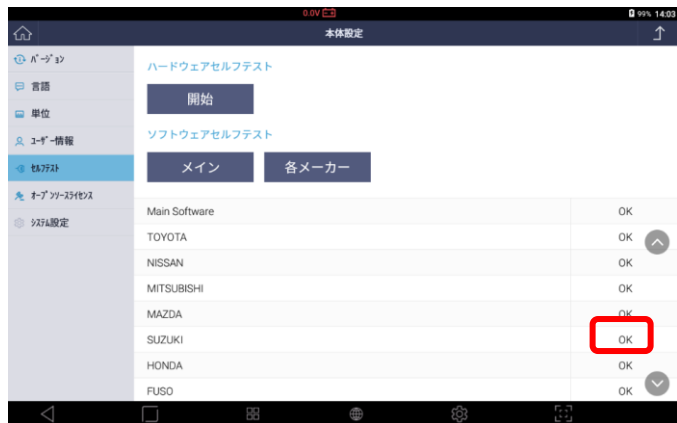 0.0V
99% 14:03
本体設定
バージョン
言語
単位
ユーザー情報
セルフテスト
オープンソースライセンス
システム設定
ハードウェアセルフテスト
開始
ソフトウェアセルフテスト
メイン 各メーカー
Main Software OK
TOYOTA OK
NISSAN OK
MITSUBISHI OK
MAZDA OK
SUZUKI OK
HONDA OK
FUSO OK